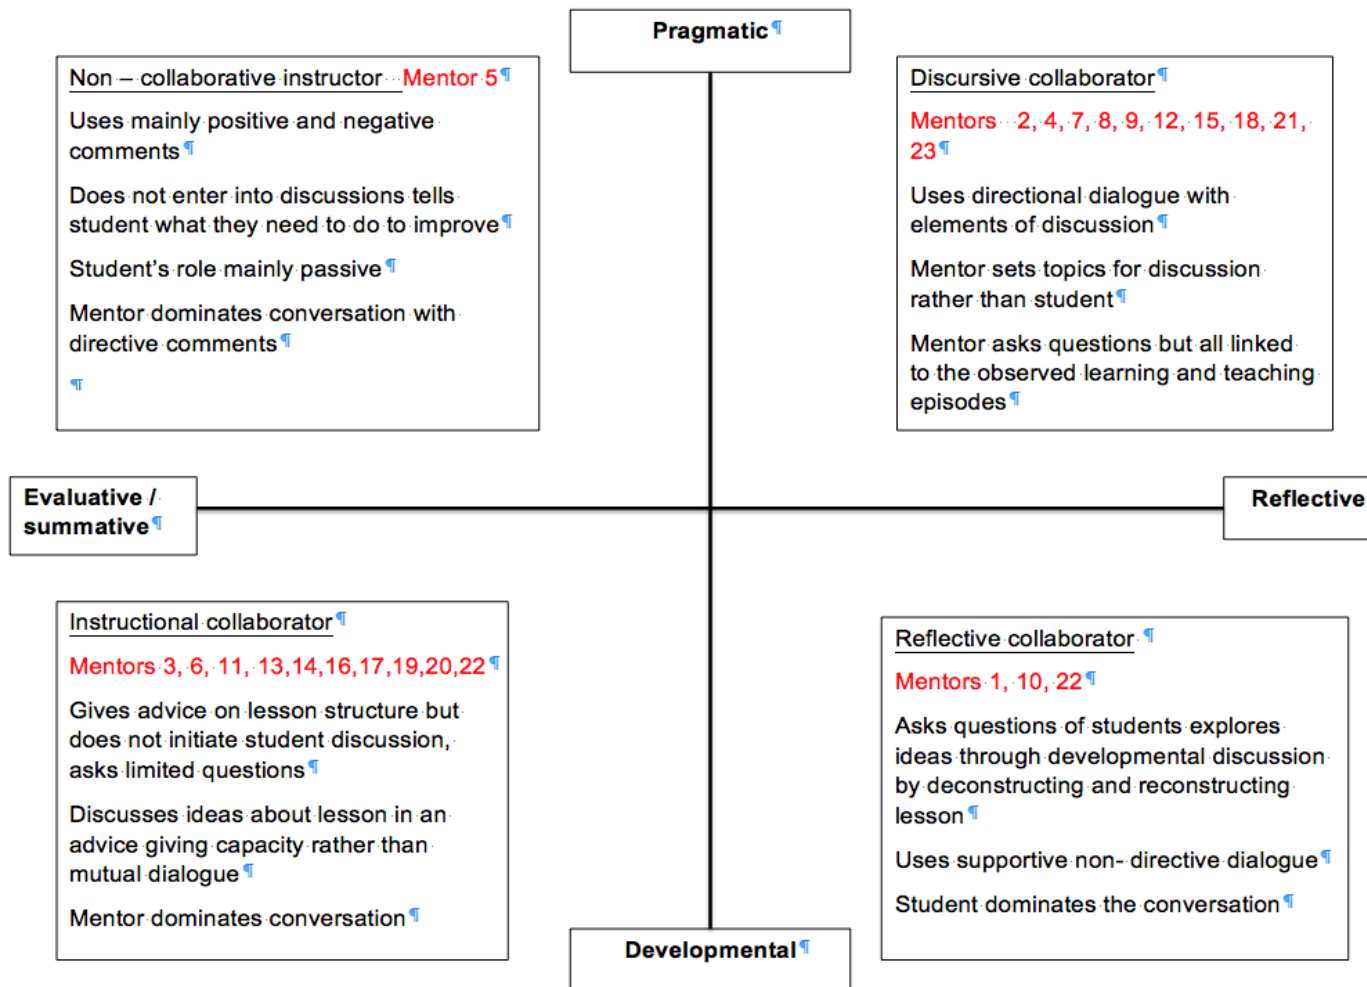 Pragmatic¶
Non – collaborative instructor Mentor 5¶
Uses mainly positive and negative
comments¶
Does not enter into discussions tells
student what they need to do to improve¶
Student's role mainly passive¶
Mentor dominates conversation with
directive comments¶
¶
Discursive collaborator¶
Mentors 2, 4, 7, 8, 9, 12, 15, 18, 21,
23¶
Uses directional dialogue with
elements of discussion¶
Mentor sets topics for discussion
rather than student¶
Mentor asks questions but all linked
to the observed learning and teaching
episodes¶
Evaluative /
summative¶
Reflective
Instructional collaborator¶
Mentors 3, 6, 11, 13,14,16,17,19,20,22¶
Gives advice on lesson structure but
does not initiate student discussion,
asks limited questions¶
Discusses ideas about lesson in an
advice giving capacity rather than
mutual dialogue¶
Mentor dominates conversation¶
Reflective collaborator ¶
Mentors 1, 10, 22¶
Asks questions of students explores
ideas through developmental discussion
by deconstructing and reconstructing
lesson¶
Uses supportive non- directive dialogue¶
Student dominates the conversation¶
Developmental¶